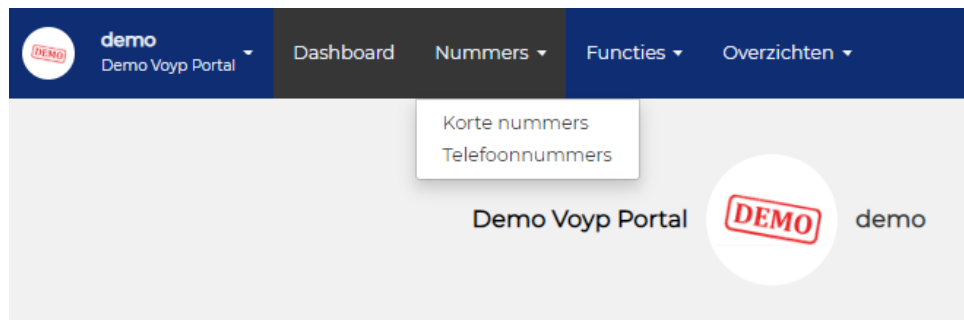 DEMO
demo
Demo Voyp Portal
Dashboard
Nummers
Functies
Overzichten
Korte nummers
Telefoonnummers
Demo Voyp Portal
DEMO
demo